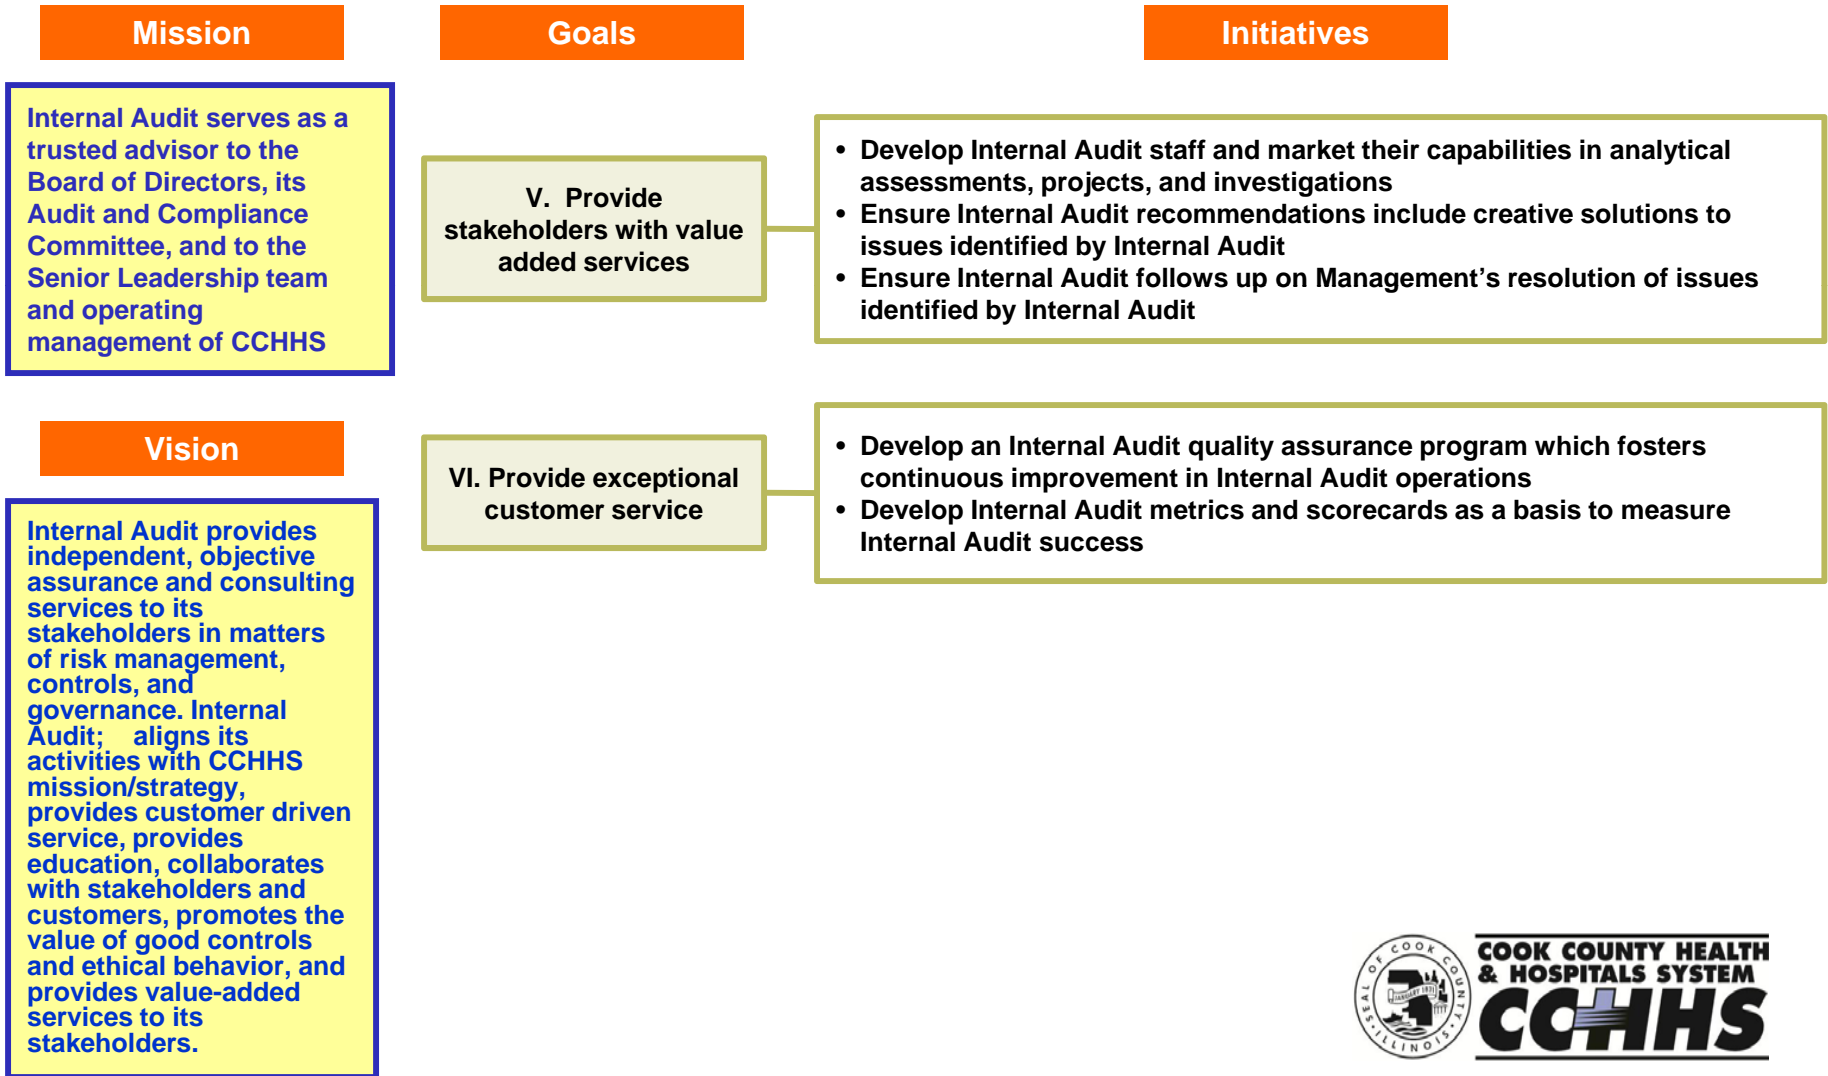 Mission
Goals
Initiatives
Internal Audit serves as a
trusted advisor to the
Board of Directors, its
Audit and Compliance
Committee, and to the
Senior Leadership team
and operating
management of CCHHS
V. Provide
stakeholders with value
added services
• Develop Internal Audit staff and market their capabilities in analytical
assessments, projects, and investigations
• Ensure Internal Audit recommendations include creative solutions to
issues identified by Internal Audit
• Ensure Internal Audit follows up on Management’s resolution of issues
identified by Internal Audit
Vision
VI. Provide exceptional
customer service
• Develop an Internal Audit quality assurance program which fosters
continuous improvement in Internal Audit operations
• Develop Internal Audit metrics and scorecards as a basis to measure
Internal Audit success
Internal Audit provides
independent, objective
assurance and consulting
services to its
stakeholders in matters
of risk management,
controls, and
governance. Internal
Audit; aligns its
activities with CCHHS
mission/strategy,
provides customer driven
service, provides
education, collaborates
with stakeholders and
customers, promotes the
value of good controls
and ethical behavior, and
provides value-added
services to its
stakeholders.
SEAL OF COOK COUNTY
ILLINOIS
JANUARY 1831
COOK COUNTY HEALTH
& HOSPITALS SYSTEM
CCHHS